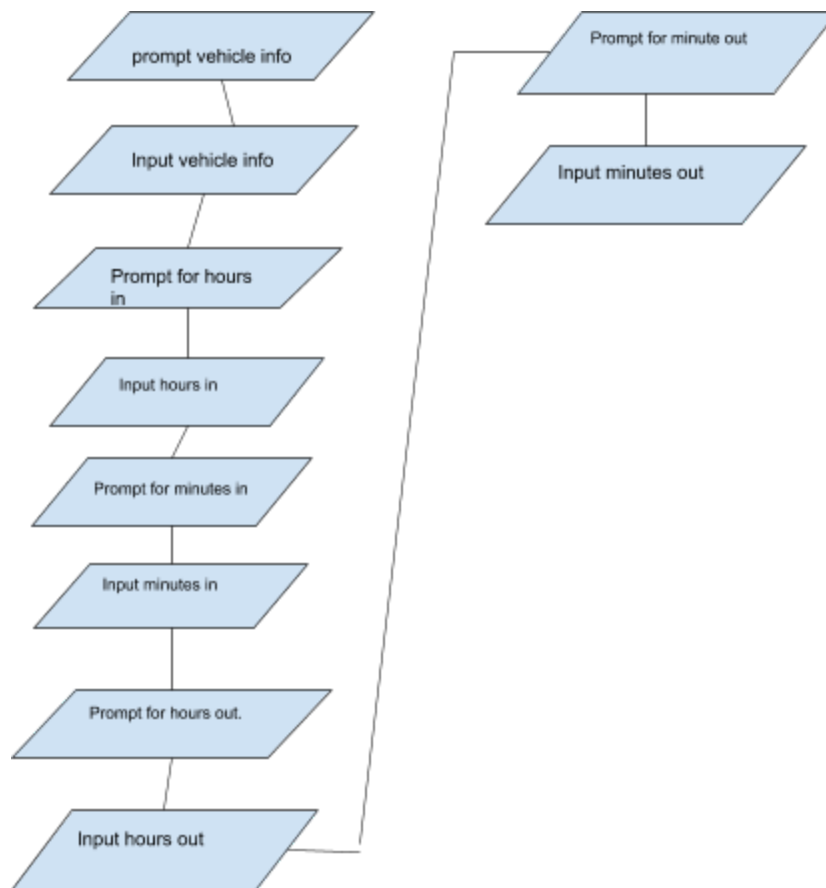 prompt vehicle info
Input vehicle info
Prompt for hours
in
Input hours in
Prompt for minutes in
Input minutes in
Prompt for hours out.
Input hours out
Prompt for minute out
Input minutes out